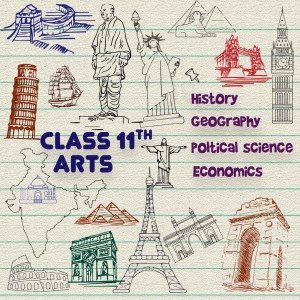 CLASS 11TH
ARTS
History
Geography
Poltical science
Economics